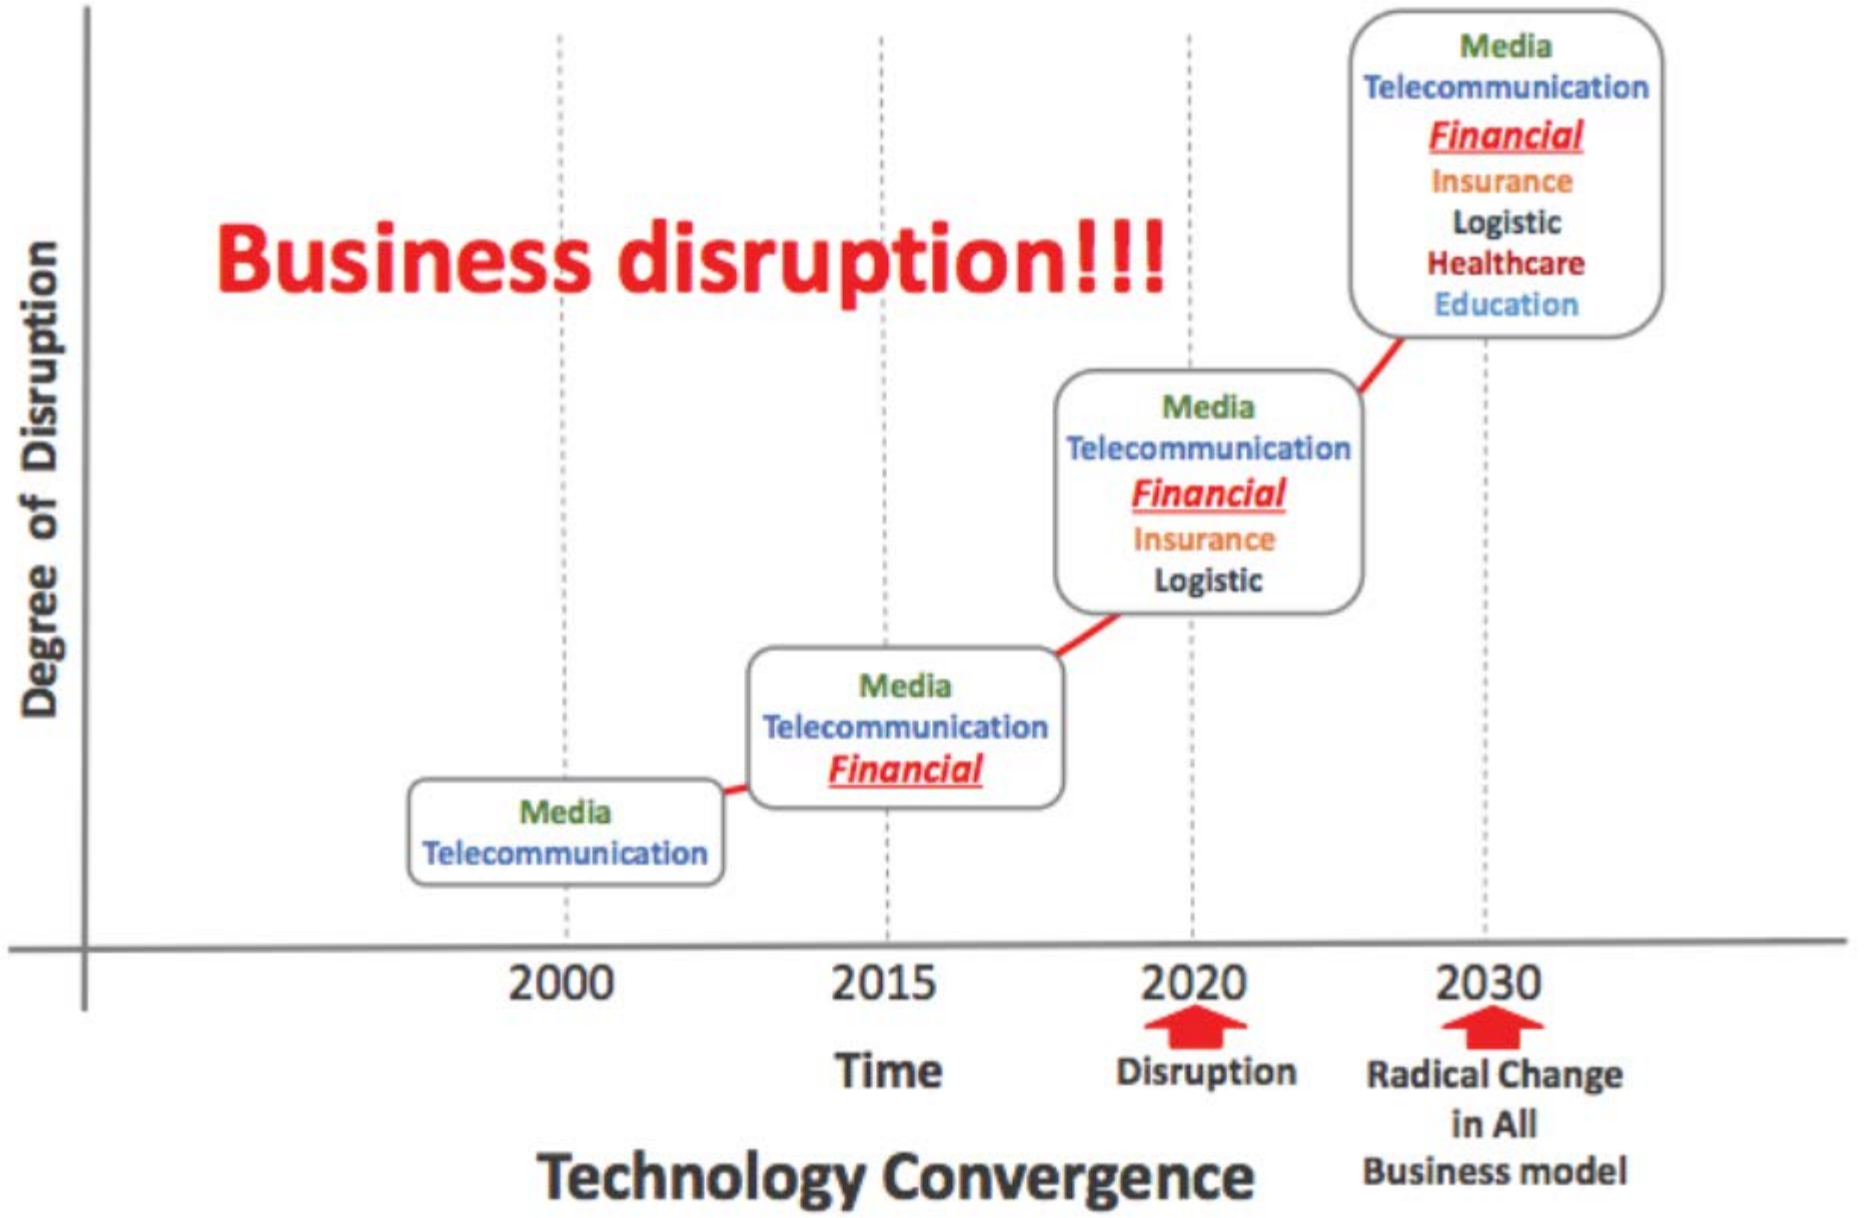 Degree of Disruption
Business disruption!!!
Media
Telecommunication
Financial
Insurance
Logistic
Healthcare
Education
Media
Telecommunication
Financial
Insurance
Logistic
Media
Telecommunication
Financial
Media
Telecommunication
2000 2015 2020 2030
Time
Disruption
Radical Change
in All
Business model
Technology Convergence